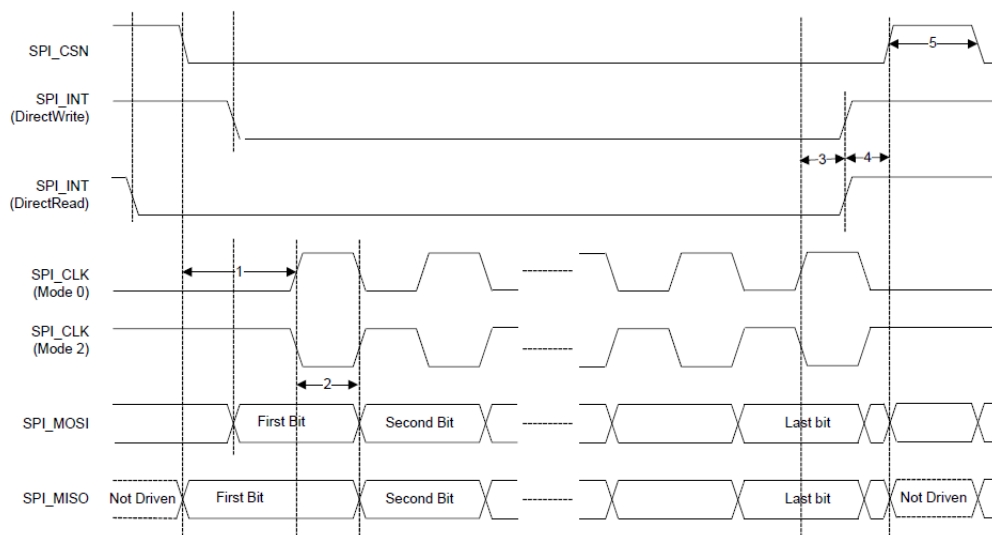 SPI_CSN
5
SPI_INT
(DirectWrite)
3
4
SPI_INT
(DirectRead)
1
SPI_CLK
(Mode 0)
SPI_CLK
(Mode 2)
2
SPI_MOSI
First Bit
Second Bit
Last bit
SPI_MISO
Not Driven
First Bit
Second Bit
Last bit
Not Driven